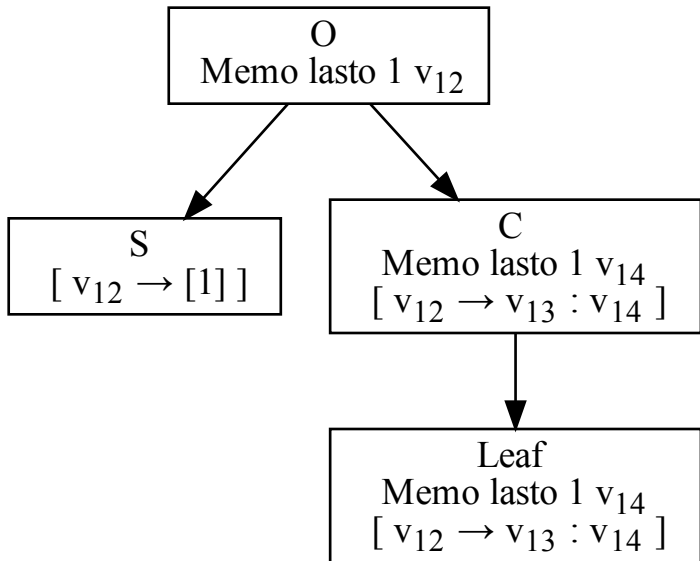 O
Memo lasto 1 v₁₂
S
[ v₁₂ → [1] ]
C
Memo lasto 1 v₁₄
[ v₁₂ → v₁₃ : v₁₄ ]
Leaf
Memo lasto 1 v₁₄
[ v₁₂ → v₁₃ : v₁₄ ]